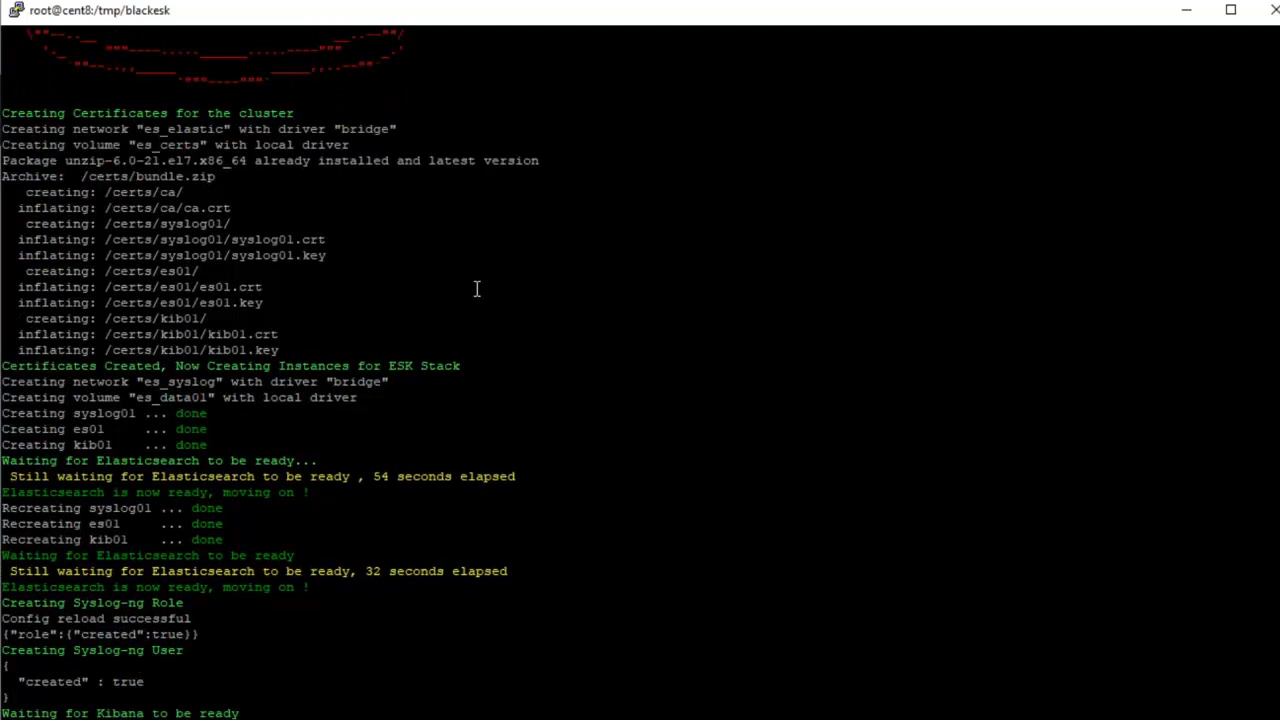 root@cent8:/tmp/blackesk
Creating Certificates for the cluster
Creating network "es_elastic" with driver "bridge"
Creating volume "es_certs" with local driver
Package unzip-6.0-21.el7.x86_64 already installed and latest version
Archive:  /certs/bundle.zip
   creating: /certs/ca/
  inflating: /certs/ca/ca.crt
   creating: /certs/syslog01/
  inflating: /certs/syslog01/syslog01.crt
  inflating: /certs/syslog01/syslog01.key
   creating: /certs/es01/
  inflating: /certs/es01/es01.crt
  inflating: /certs/es01/es01.key
   creating: /certs/kib01/
  inflating: /certs/kib01/kib01.crt
  inflating: /certs/kib01/kib01.key
Certificates Created, Now Creating Instances for ESK Stack
Creating network "es_syslog" with driver "bridge"
Creating volume "es_data01" with local driver
Creating syslog01 ... done
Creating es01     ... done
Creating kib01    ... done
Waiting for Elasticsearch to be ready...
 Still waiting for Elasticsearch to be ready , 54 seconds elapsed
Elasticsearch is now ready, moving on !
Recreating syslog01 ... done
Recreating es01     ... done
Recreating kib01    ... done
Waiting for Elasticsearch to be ready
 Still waiting for Elasticsearch to be ready, 32 seconds elapsed
Elasticsearch is now ready, moving on !
Creating Syslog-ng Role
Config reload successful
{"role":{"created":true}}
Creating Syslog-ng User
{
  "created" : true
}
Waiting for Kibana to be ready